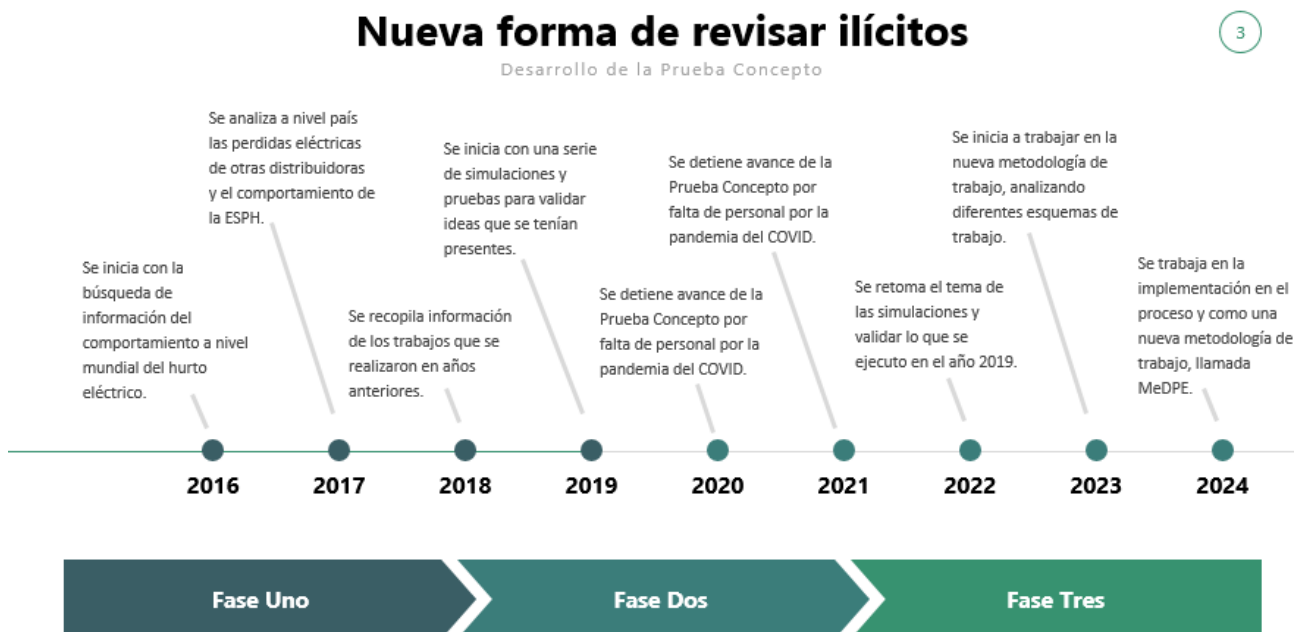 Nueva forma de revisar ilícitos
3
Desarrollo de la Prueba Concepto
Se inicia con la
búsqueda de
información del
comportamiento a nivel
mundial del hurto
eléctrico.
Se analiza a nivel país
las perdidas eléctricas
de otras distribuidoras
y el comportamiento de
la ESPH.
Se recopila información
de los trabajos que se
realizaron en años
anteriores.
Se inicia con una serie
de simulaciones y
pruebas para validar
ideas que se tenían
presentes.
Se detiene avance de la
Prueba Concepto por
falta de personal por la
pandemia del COVID.
Se detiene avance de la
Prueba Concepto por
falta de personal por la
pandemia del COVID.
Se retoma el tema de
las simulaciones y
validar lo que se
ejecuto en el año 2019.
Se inicia a trabajar en la
nueva metodología de
trabajo, analizando
diferentes esquemas de
trabajo.
Se trabaja en la
implementación en el
proceso y como una
nueva metodología de
trabajo, llamada
MeDPE.
2016 2017 2018 2019 2020 2021 2022 2023 2024
Fase Uno Fase Dos Fase Tres